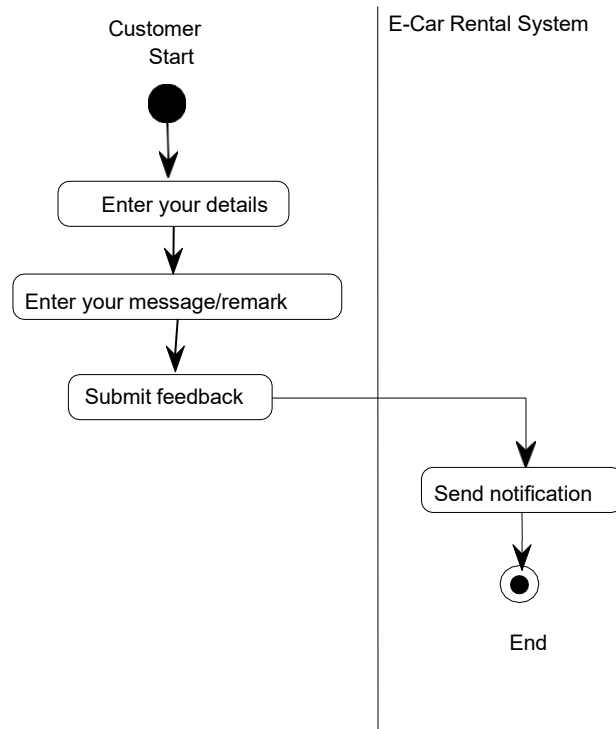 Customer
Start
E-Car Rental System
Enter your details
Enter your message/remark
Submit feedback
Send notification
End